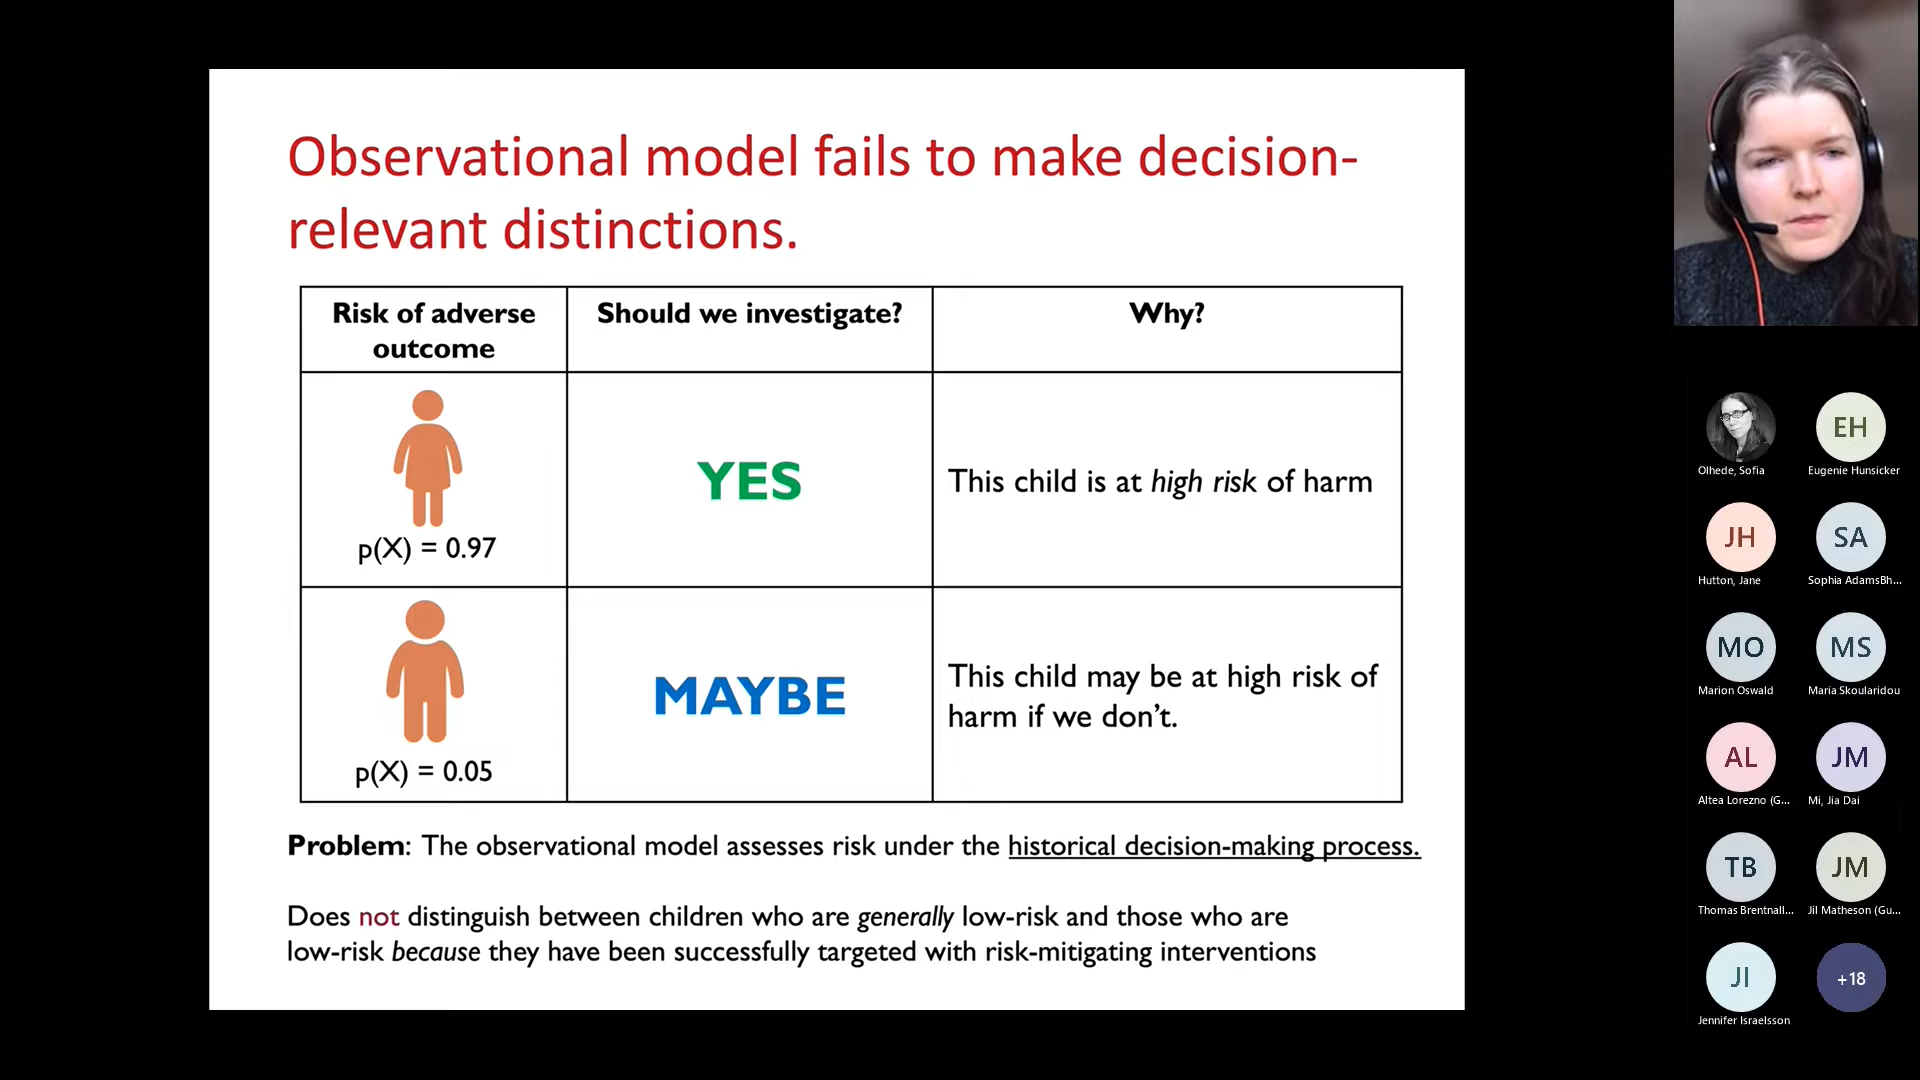 Observational model fails to make decision-
relevant distinctions.
Risk of adverse
outcome
Should we investigate?
Why?
p(X) = 0.97
YES
This child is at high risk of harm
p(X) = 0.05
MAYBE
This child may be at high risk of
harm if we don't.
Problem: The observational model assesses risk under the historical decision-making process.
Does not distinguish between children who are generally low-risk and those who are
low-risk because they have been successfully targeted with risk-mitigating interventions
Olhede, Sofia
EH
Eugenie Hunsicker
JH
Hutton, Jane
SA
Sophia AdamsBh...
MO
Marion Oswald
MS
Maria Skoularidou
AL
Altea Lorezno (G...
JM
Mi, Jia Dai
TB
Thomas Brentnall...
JM
Jil Matheson (Gu...
JI
Jennifer Israelsson
+18